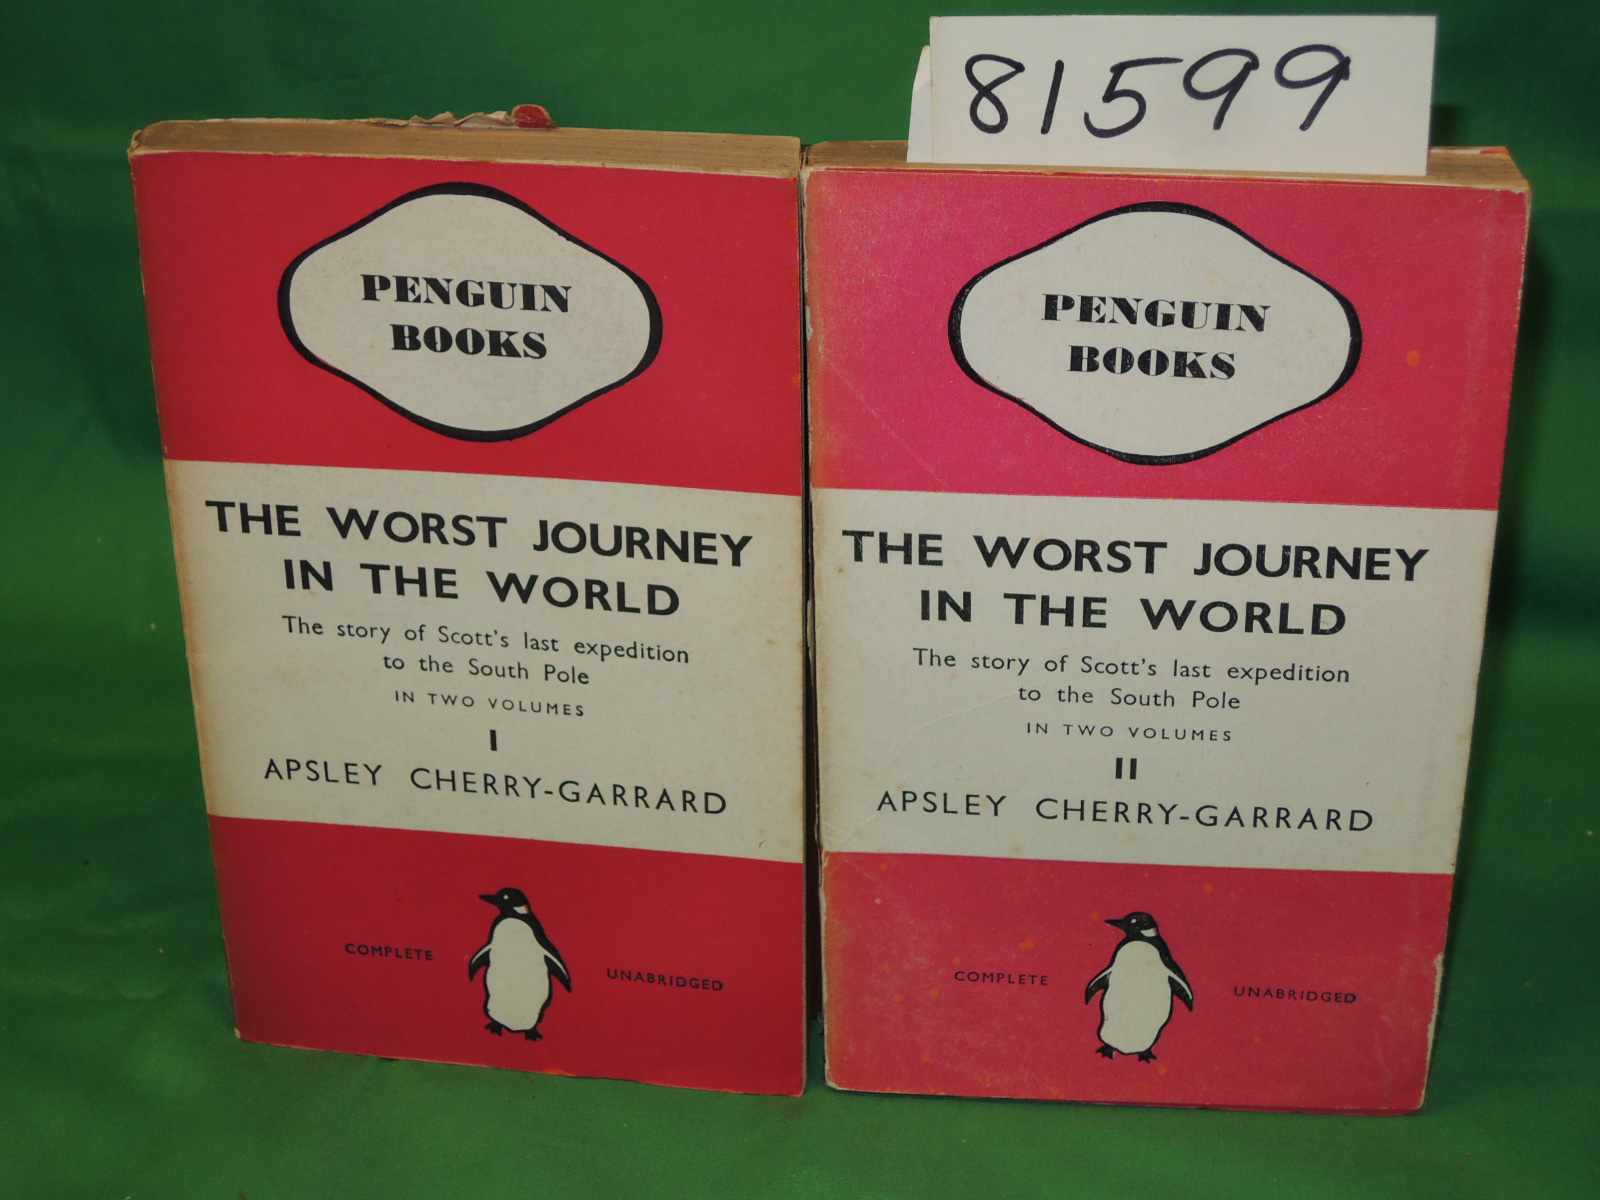 81599
PENGUIN
BOOKS
THE WORST JOURNEY
IN THE WORLD
The story of Scott's last expedition
to the South Pole
IN TWO VOLUMES
I
APSLEY CHERRY-GARRARD
COMPLETE UNABRIDGED
PENGUIN
BOOKS
THE WORST JOURNEY
IN THE WORLD
The story of Scott's last expedition
to the South Pole
IN TWO VOLUMES
II
APSLEY CHERRY-GARRARD
COMPLETE UNABRIDGED